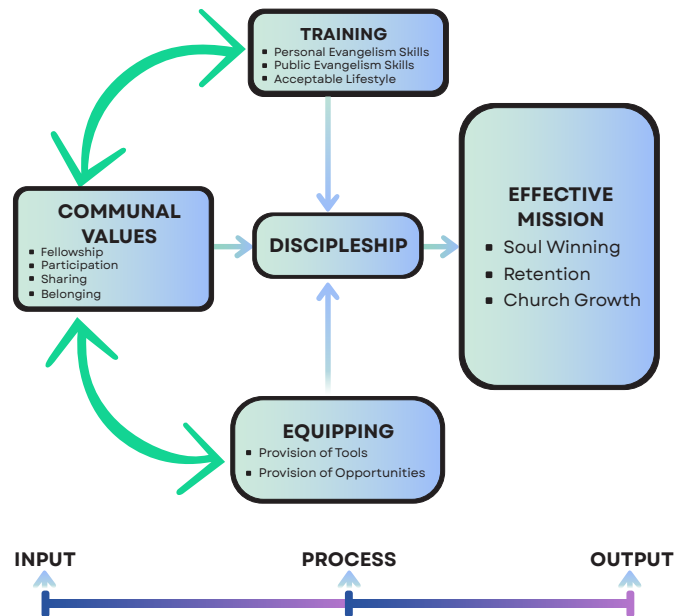 TRAINING
▪ Personal Evangelism Skills
▪ Public Evangelism Skills
▪ Acceptable Lifestyle
COMMUNAL
VALUES
▪ Fellowship
▪ Participation
▪ Sharing
▪ Belonging
DISCIPLESHIP
EFFECTIVE
MISSION
▪ Soul Winning
▪ Retention
▪ Church Growth
EQUIPPING
▪ Provision of Tools
▪ Provision of Opportunities
INPUT
PROCESS
OUTPUT